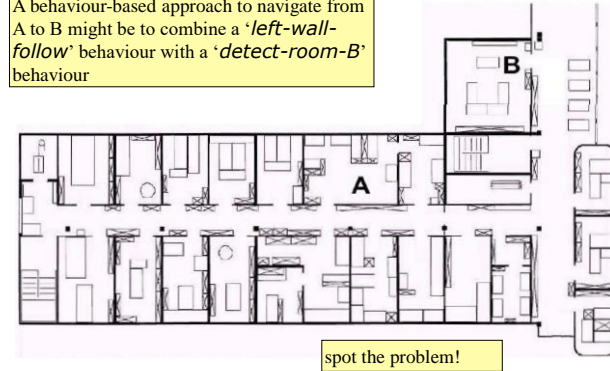 A behaviour-based approach to navigate from
A to B might be to combine a ‘left-wall-
follow’ behaviour with a ‘detect-room-B’
behaviour
B
A
spot the problem!